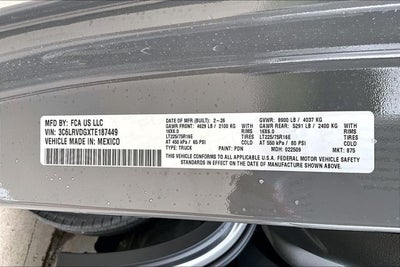 MFD BY: FCA US LLC
VIN: 3C6LRVDGXTE187449
VEHICLE MADE IN: MEXICO
DATE OF MFR (BUILT): 2-26
GVWR: 8900 LB / 4037 KG
GAWR FRONT: 4629 LB / 2100 KG
GAWR REAR: 5291 LB / 2400 KG
16X6.0
RIMS
16X6.0
RIMS
LT225/75R16E
TIRES
LT225/75R16E
TIRES
AT 450 kPa / 65 PSI
COLD
AT 550 kPa / 80 PSI
COLD
THIS VEHICLE CONFORMS TO ALL APPLICABLE U.S.A. FEDERAL MOTOR VEHICLE SAFETY STANDARDS IN EFFECT ON THE DATE OF MANUFACTURE SHOWN ABOVE.
TYPE: TRUCK
PAINT: PDN
MDH: 022509
MKT: 875